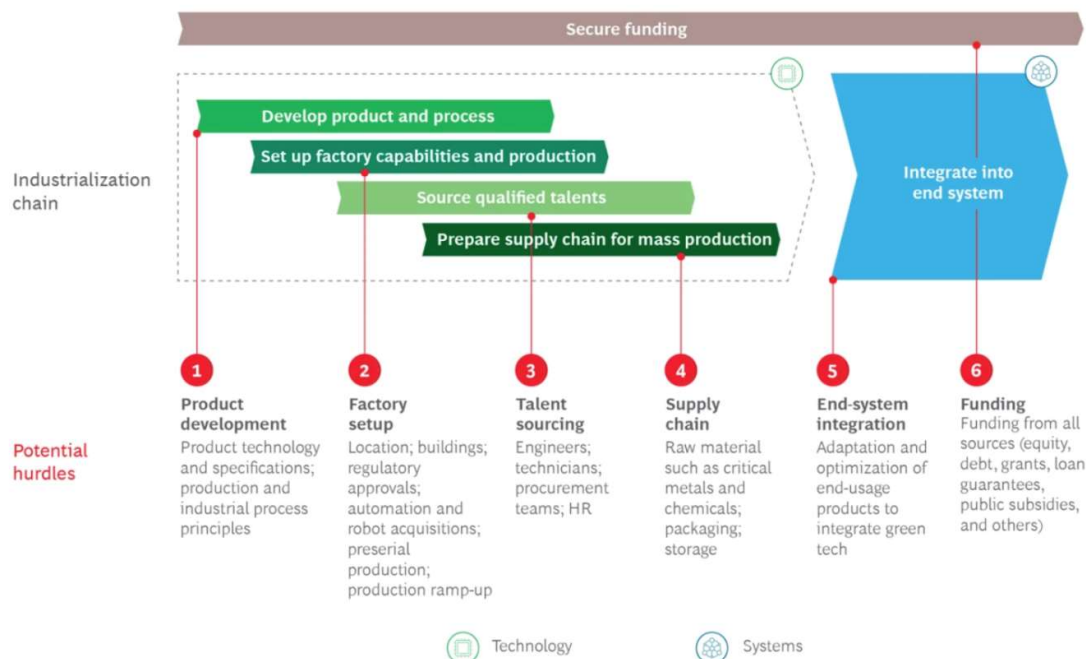 Secure funding
Develop product and process
Set up factory capabilities and production
Source qualified talents
Prepare supply chain for mass production
Industrialization
chain
Integrate into
end system
Potential
hurdles
1
Product
development
Product technology
and specifications;
production and
industrial process
principles
2
Factory
setup
Location; buildings;
regulatory
approvals;
automation and
robot acquisitions;
preserial
production;
production ramp-up
3
Talent
sourcing
Engineers;
technicians;
procurement
teams; HR
4
Supply
chain
Raw material
such as critical
metals and
chemicals;
packaging;
storage
5
End-system
integration
Adaptation and
optimization of
end-usage
products to
integrate green
tech
6
Funding
Funding from all
sources (equity,
debt, grants, loan
guarantees,
public subsidies,
and others)
Technology
Systems